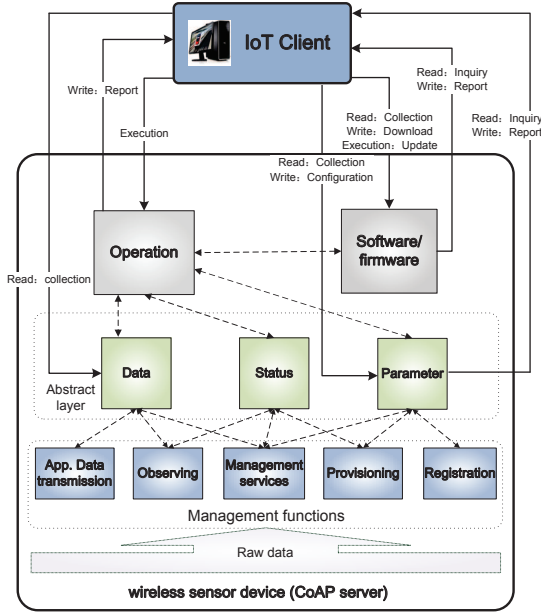 IoT Client
Read：Inquiry
Write：Report
Write：Report
Read：Inquiry
Write：Report
Execution
Read：Collection
Write：Download
Execution：Update
Read：Collection
Write：Configuration
Operation
Software/
firmware
Read：collection
Data
Status
Parameter
Abstract
layer
App. Data
transmission
Observing
Management
services
Provisioning
Registration
Management functions
Raw data
wireless sensor device (CoAP server)